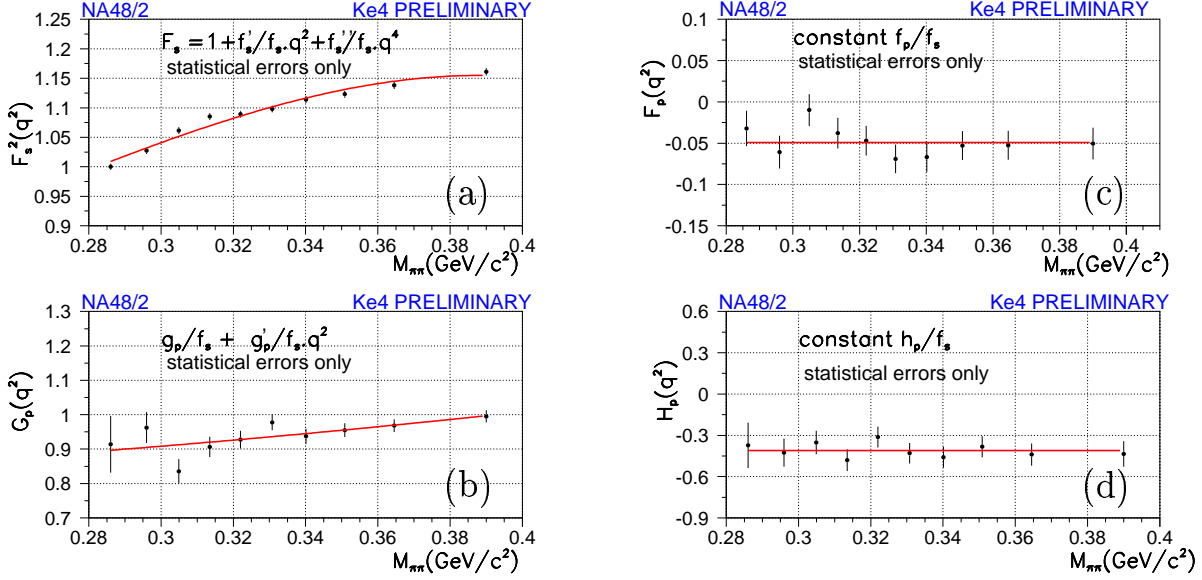 NA48/2 Ke4 PRELIMINARY
F_s = 1 + f_s'/f_s.q^2 + f_s''/f_s.q^4
statistical errors only
F_s^2(q^2)
1.25
1.2
1.15
1.1
1.05
1
0.95
0.9
(a)
0.28 0.3 0.32 0.34 0.36 0.38 0.4
M_ππ(GeV/c^2)
NA48/2 Ke4 PRELIMINARY
constant f_p/f_s
statistical errors only
F_p(q^2)
0.1
0.05
0
-0.05
-0.1
-0.15
(c)
0.28 0.3 0.32 0.34 0.36 0.38 0.4
M_ππ(GeV/c^2)
NA48/2 Ke4 PRELIMINARY
g_p/f_s + g_p'/f_s.q^2
statistical errors only
G_p(q^2)
1.3
1.2
1.1
1
0.9
0.8
0.7
(b)
0.28 0.3 0.32 0.34 0.36 0.38 0.4
M_ππ(GeV/c^2)
NA48/2 Ke4 PRELIMINARY
constant h_p/f_s
statistical errors only
H_p(q^2)
0.6
0.3
0
-0.3
-0.6
-0.9
(d)
0.28 0.3 0.32 0.34 0.36 0.38 0.4
M_ππ(GeV/c^2)